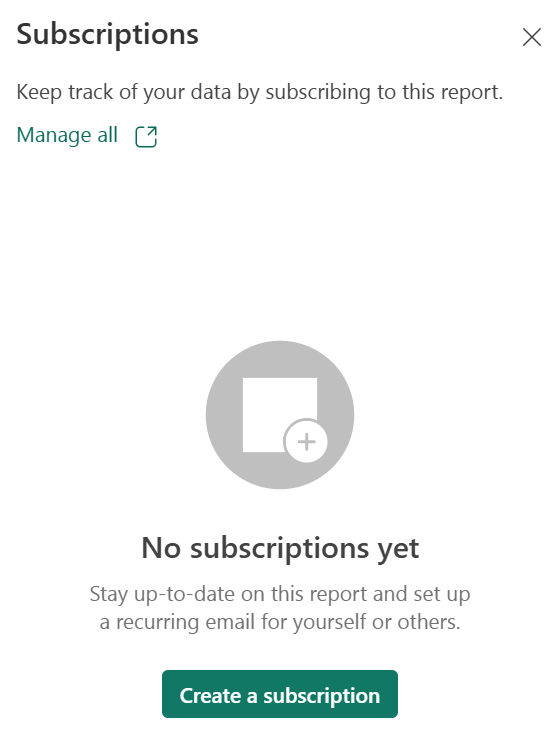 Subscriptions
Keep track of your data by subscribing to this report.
Manage all
No subscriptions yet
Stay up-to-date on this report and set up
a recurring email for yourself or others.
Create a subscription